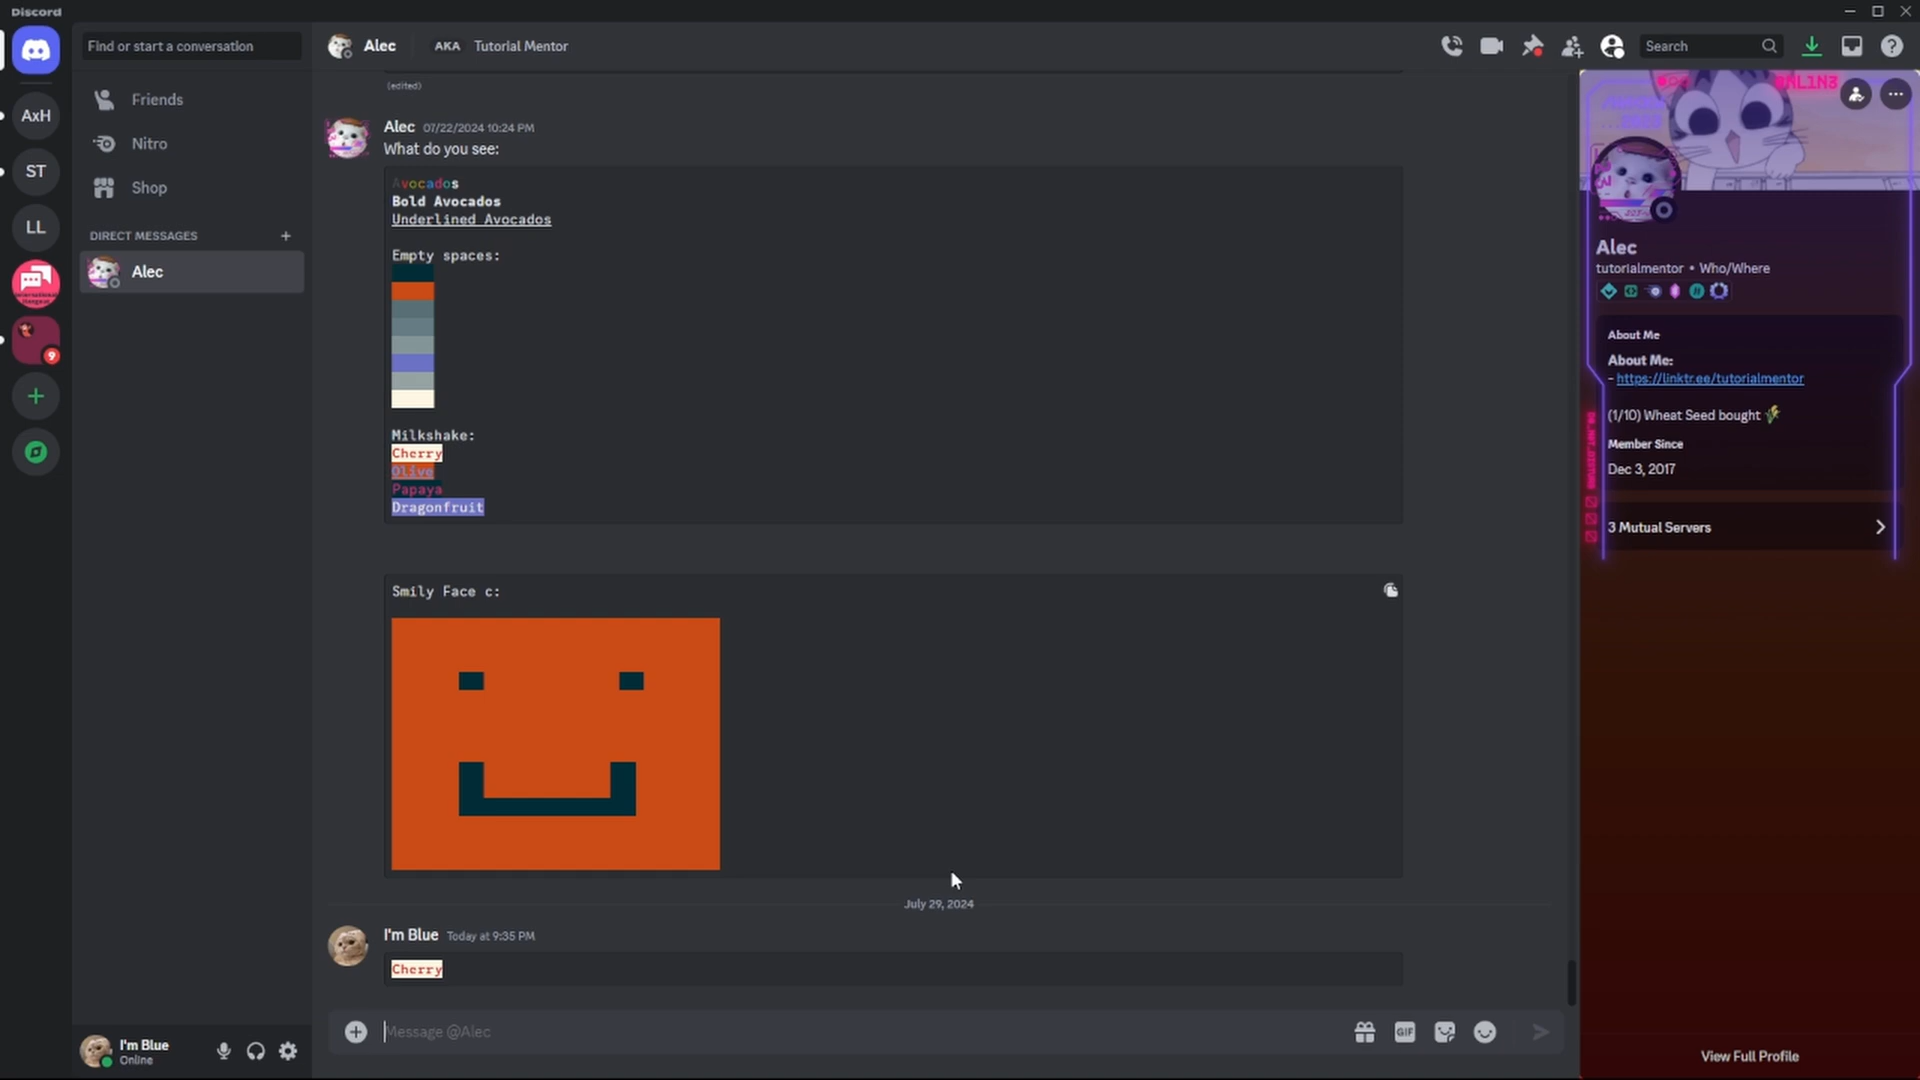 Discord
Find or start a conversation
AxH
ST
LL
9
Friends
Nitro
Shop
DIRECT MESSAGES
Alec
I'm Blue
Online
Alec AKA Tutorial Mentor
Search
(edited)
Alec 07/22/2024 10:24 PM
What do you see:
Avocados
Bold Avocados
Underlined Avocados
Empty spaces:
Milkshake:
Cherry
Olive
Papaya
Dragonfruit
Smily Face c:
July 29, 2024
I'm Blue Today at 9:35 PM
Cherry
Message @Alec
GIF
Alec
tutorialmentor • Who/Where
About Me
About Me:
- https://linktr.ee/tutorialmentor
(1/10) Wheat Seed bought
Member Since
Dec 3, 2017
3 Mutual Servers
View Full Profile